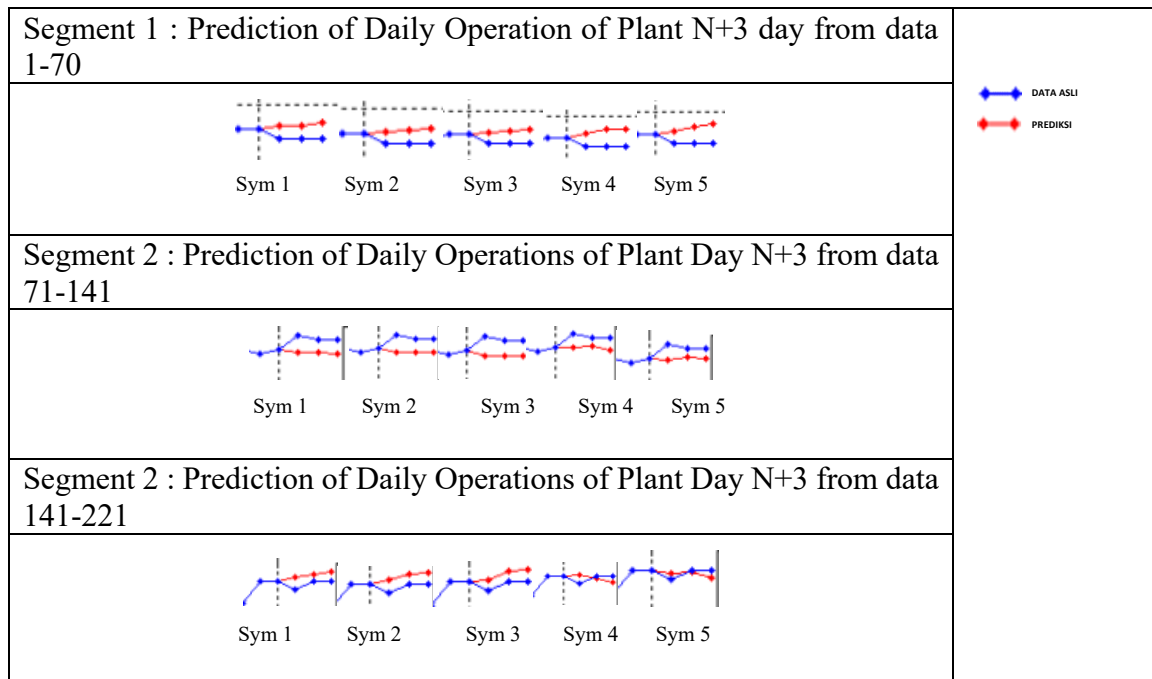 Segment 1 : Prediction of Daily Operation of Plant N+3 day from data
1-70
DATA ASLI
PREDIKSI
Sym 1 Sym 2 Sym 3 Sym 4 Sym 5
Segment 2 : Prediction of Daily Operations of Plant Day N+3 from data
71-141
Sym 1 Sym 2 Sym 3 Sym 4 Sym 5
Segment 2 : Prediction of Daily Operations of Plant Day N+3 from data
141-221
Sym 1 Sym 2 Sym 3 Sym 4 Sym 5